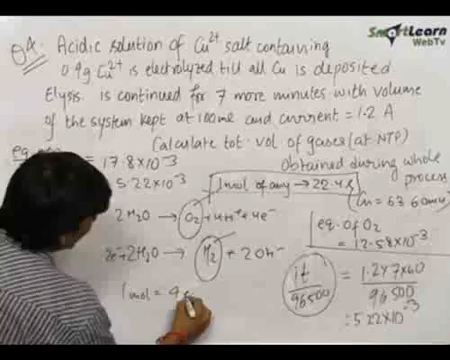 SmartLearn
WebTv
Q4. Acidic solution of Cu²⁺ salt containing
0.4g Cu²⁺ is electrolyzed till all Cu is deposited
Elysis. is continued for 7 more minutes with volume
of the system kept at 100ml and current = 1.2 A
Calculate tot. vol of gases (at NTP)
obtained during whole
process
= 17.8×10⁻³
5.22×10⁻³
1 mol of any → 22.4 l
2H₂O → O₂ + 4H⁺ + 4e⁻
2e⁻ + 2H₂O → H₂ + 2OH⁻
1 mol = 4
eq. of O₂
= 12.58×10⁻³
it/96500 = 1.2×7×60/96500
= 5.22×10⁻³